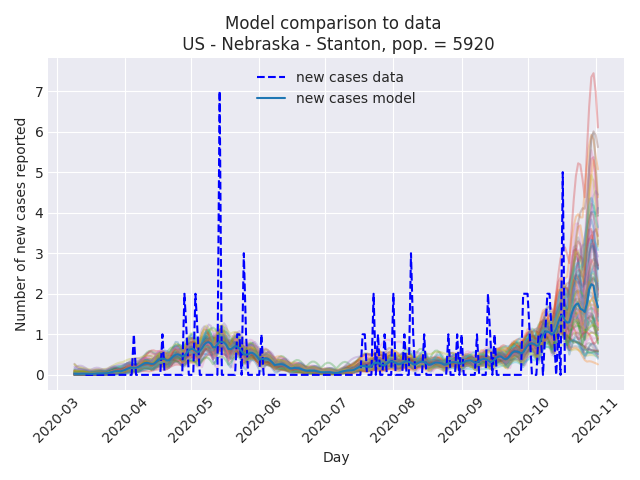 Model comparison to data
US - Nebraska - Stanton, pop. = 5920
new cases data
new cases model
Number of new cases reported
7
6
5
4
3
2
1
0
2020-03
2020-04
2020-05
2020-06
2020-07
2020-08
2020-09
2020-10
2020-11
Day